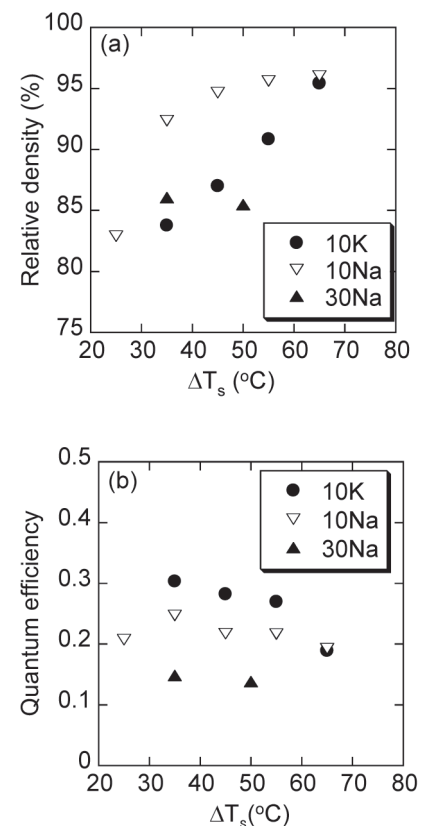 100
(a)
95
90
85
80
75
Relative density (%)
10K
10Na
30Na
20 30 40 50 60 70 80
ΔTs (oC)
0.5
(b)
0.4
0.3
0.2
0.1
0
Quantum efficiency
10K
10Na
30Na
20 30 40 50 60 70 80
ΔTs(oC)